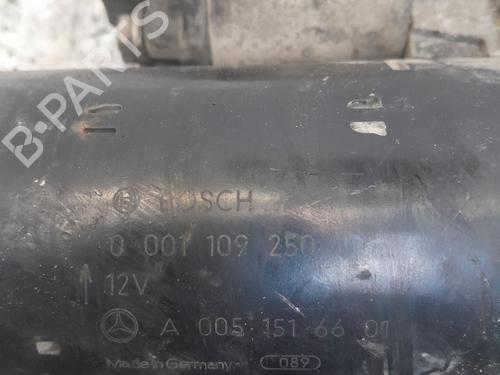 B-PARTS
BOSCH
0 001 109 250
12V
A 005 151 66 01
Made in Germany
089